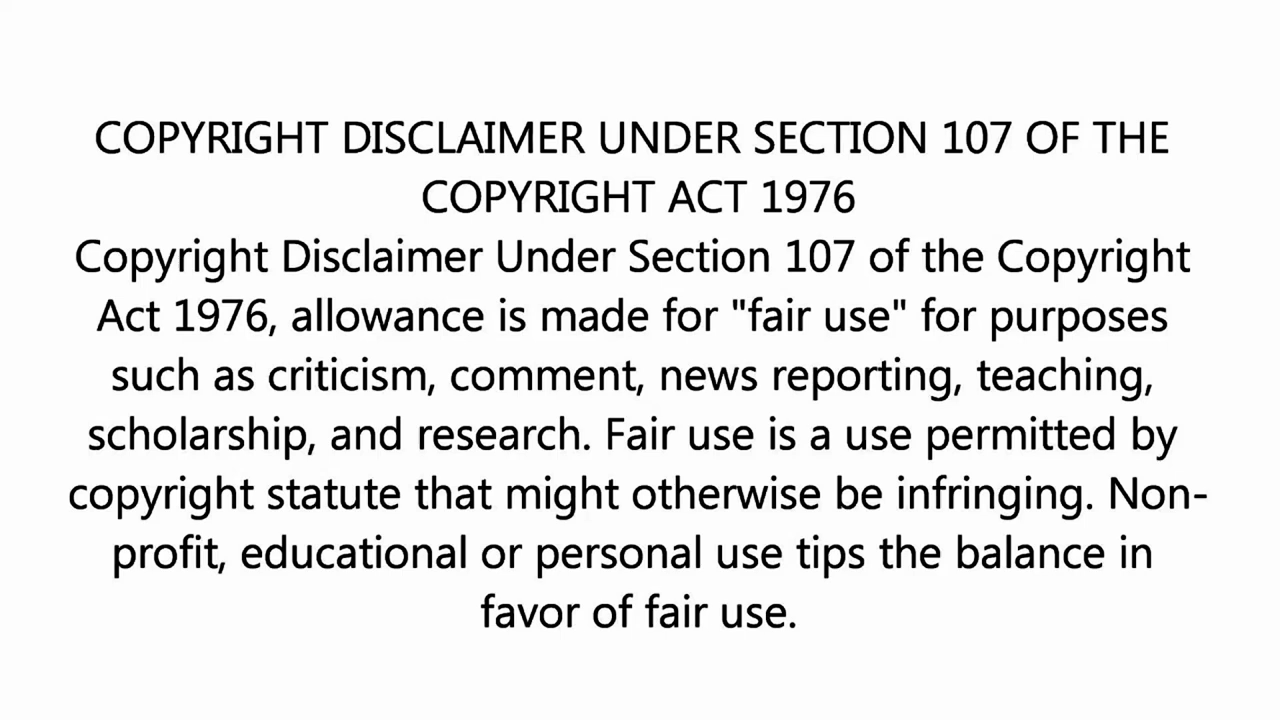 COPYRIGHT DISCLAIMER UNDER SECTION 107 OF THE
COPYRIGHT ACT 1976
Copyright Disclaimer Under Section 107 of the Copyright
Act 1976, allowance is made for "fair use" for purposes
such as criticism, comment, news reporting, teaching,
scholarship, and research. Fair use is a use permitted by
copyright statute that might otherwise be infringing. Non-
profit, educational or personal use tips the balance in
favor of fair use.